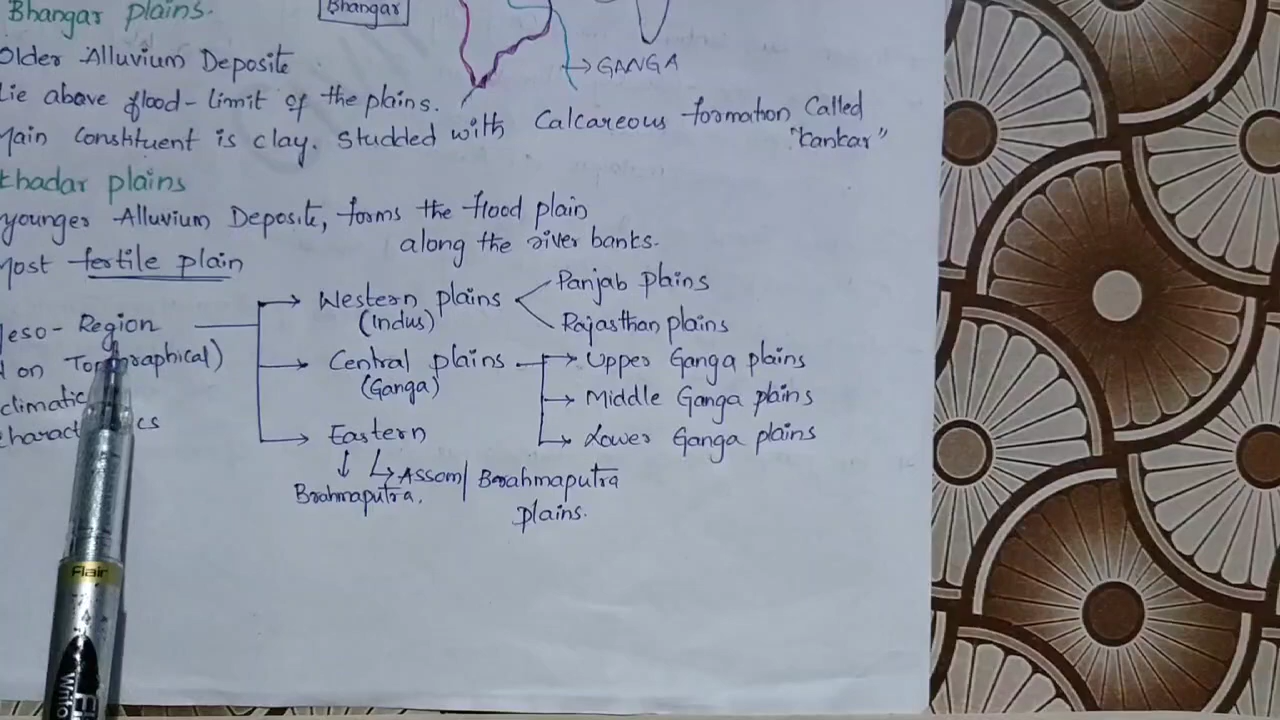 Bhangar plains.
Bhangar
Older Alluvium Deposite
GANGA
Lie above flood-limit of the plains.
Main constituent is clay. Studded with Calcareous formation Called
"kankar"
khadar plains
younger Alluvium Deposite, forms the flood plain
along the river banks.
Most fertile plain
eso-Region
on Topographical)
climatic
Western plains
(Indus)
Panjab plains
Rajasthan plains
Central plains
(Ganga)
Upper Ganga plains
Middle Ganga plains
Lower Ganga plains
Eastern
Brahmaputra.
Assom/Brahmaputra
plains.
Flair